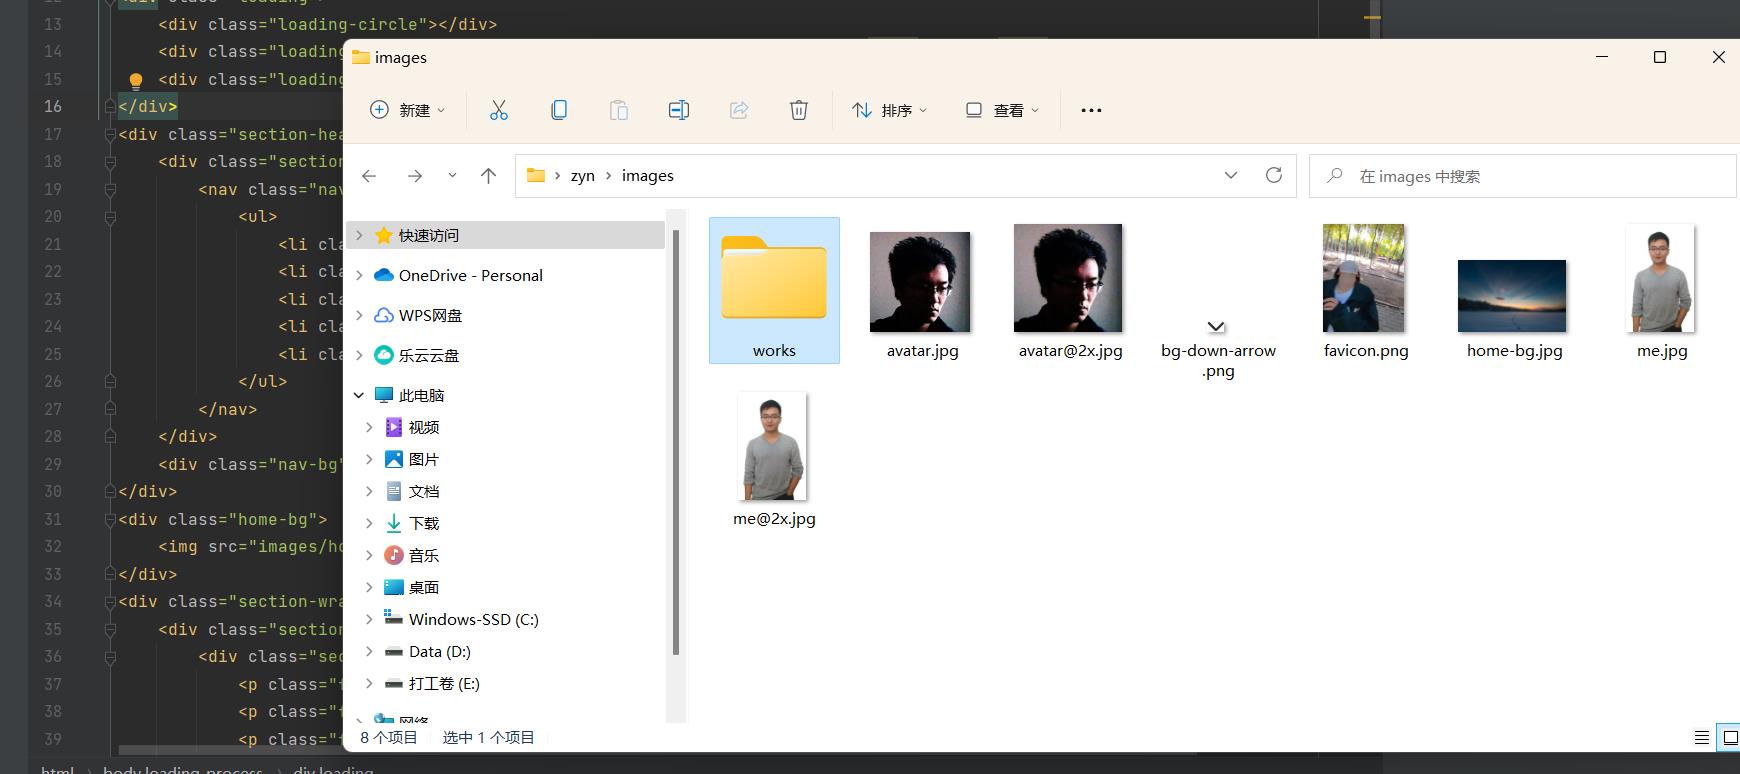 12
13 <div class="loading-circle"></div>
14 <div class="loading
15 <div class="loading
16 </div>
17 <div class="section-hea
18 <div class="section
19 <nav class="nav
20 <ul>
21 <li cla
22 <li cla
23 <li cla
24 <li cla
25 <li cla
26 </ul>
27 </nav>
28 </div>
29 <div class="nav-bg"
30 </div>
31 <div class="home-bg">
32 <img src="images/ho
33 </div>
34 <div class="section-wra
35 <div class="section
36 <div class="sec
37 <p class="f
38 <p class="f
39 <p class="f
html › body.loading-process › div.loading
images
新建
排序
查看
zyn › images
在 images 中搜索
快速访问
OneDrive - Personal
WPS网盘
乐云云盘
此电脑
视频
图片
文档
下载
音乐
桌面
Windows-SSD (C:)
Data (D:)
打工卷 (E:)
网络
works
avatar.jpg
avatar@2x.jpg
bg-down-arrow
.png
favicon.png
home-bg.jpg
me.jpg
me@2x.jpg
8 个项目
选中 1 个项目